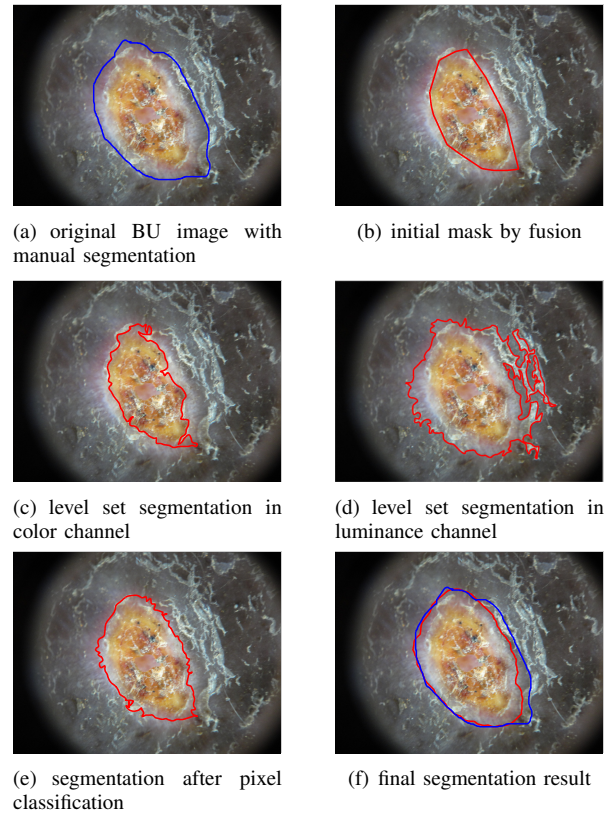 (a) original BU image with
manual segmentation
(b) initial mask by fusion
(c) level set segmentation in
color channel
(d) level set segmentation in
luminance channel
(e) segmentation after pixel
classification
(f) final segmentation result